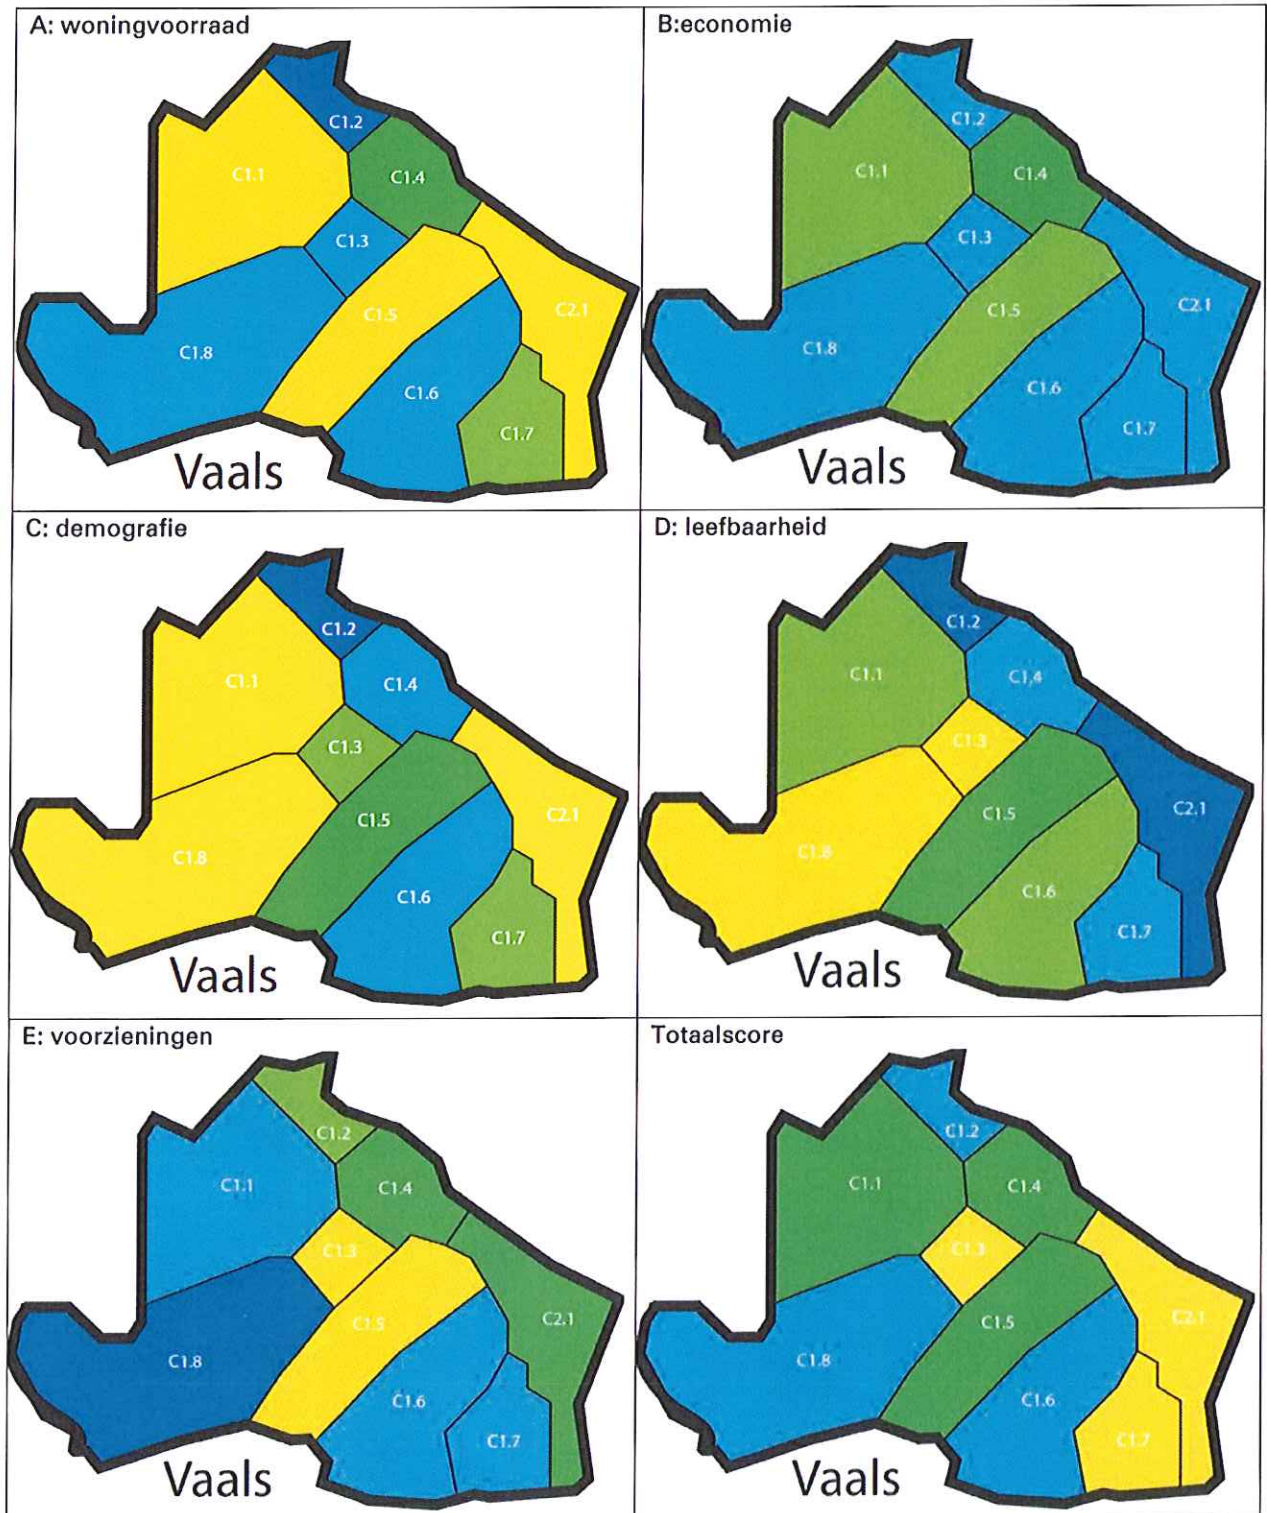 A: woningvoorraad
C1.2
C1.1
C1.4
C1.3
C2.1
C1.5
C1.8
C1.6
C1.7
Vaals
B:economie
C1.2
C1.1
C1.4
C1.3
C2.1
C1.5
C1.8
C1.6
C1.7
Vaals
C: demografie
C1.2
C1.1
C1.4
C1.3
C2.1
C1.5
C1.8
C1.6
C1.7
Vaals
D: leefbaarheid
C1.2
C1.1
C1.4
C1.3
C2.1
C1.5
C1.8
C1.6
C1.7
Vaals
E: voorzieningen
C1.2
C1.1
C1.4
C1.3
C2.1
C1.5
C1.8
C1.6
C1.7
Vaals
Totaalscore
C1.2
C1.1
C1.4
C1.3
C2.1
C1.5
C1.8
C1.6
C1.7
Vaals